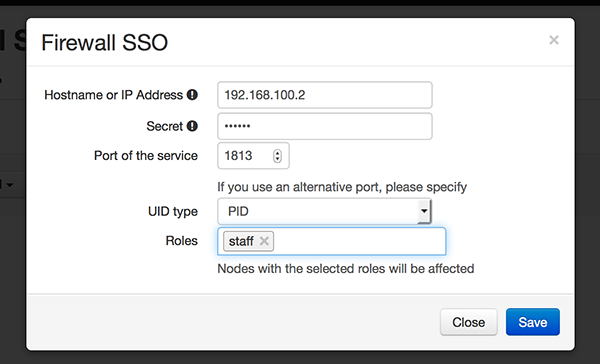 Firewall SSO ×
Hostname or IP Address 192.168.100.2
Secret ••••••
Port of the service 1813
If you use an alternative port, please specify
UID type PID
Roles staff ×
Nodes with the selected roles will be affected
Close Save